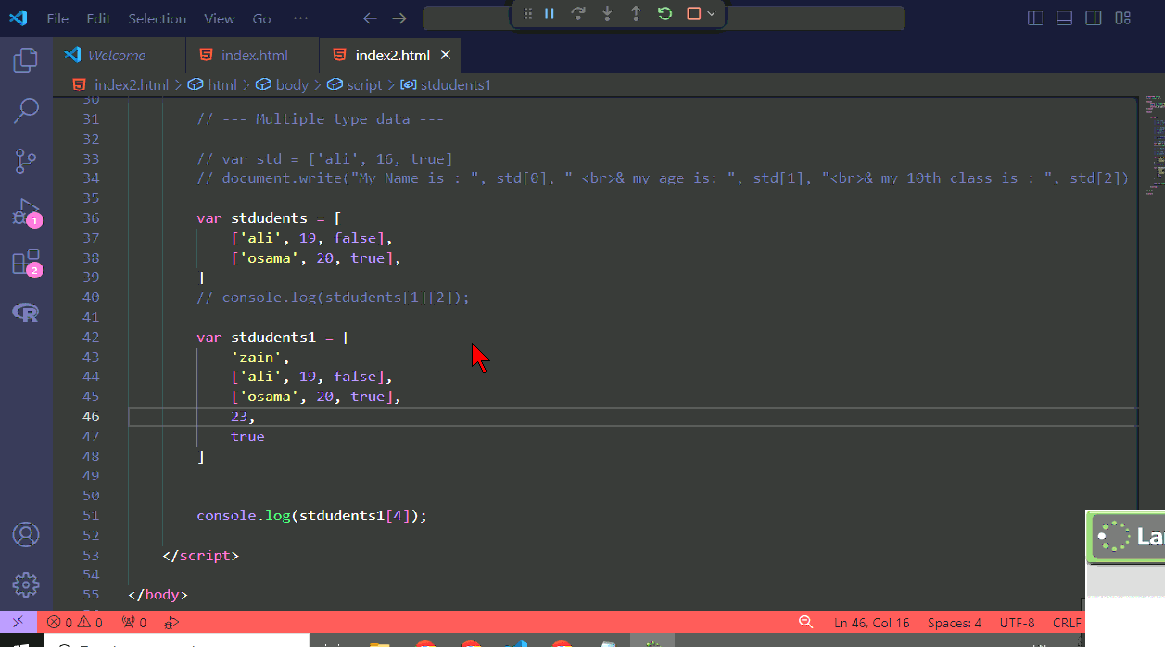 File Edit Selection View Go ···
Welcome index.html index2.html
index2.html > html > body > script > stdudents1
30
31 // --- Multiple type data ---
32
33 // var std = ['ali', 16, true]
34 // document.write("My Name is : ", std[0], " <br>& my age is: ", std[1], "<br>& my 10th class is : ", std[2])
35
36 var stdudents = [
37 ['ali', 19, false],
38 ['osama', 20, true],
39 ]
40 // console.log(stdudents[1][2]);
41
42 var stdudents1 = [
43 'zain',
44 ['ali', 19, false],
45 ['osama', 20, true],
46 23,
47 true
48 ]
49
50
51 console.log(stdudents1[4]);
52
53 </script>
54
55 </body>
1
2
R
0 0 0 Ln 46, Col 16 Spaces: 4 UTF-8 CRLF